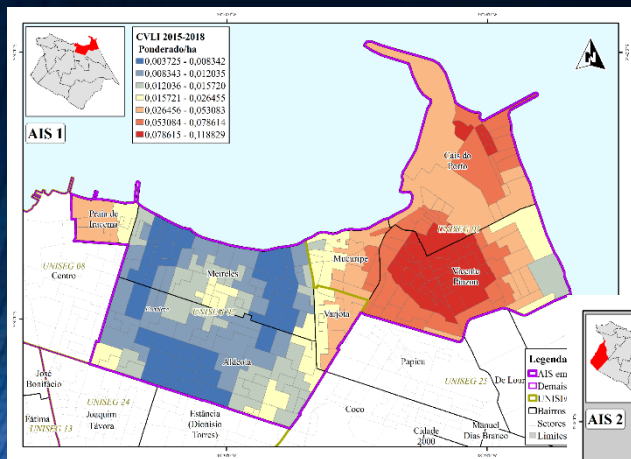 CVLI 2015-2018
Ponderado/ha
0,003725 - 0,008342
0,008343 - 0,012035
0,012036 - 0,015720
0,015721 - 0,026455
0,026456 - 0,053083
0,053084 - 0,078614
0,078615 - 0,118829
N
AIS 1
Cais do
Porto
Praia de
Iracema
UNISEG 08
Centro
Meireles
Mucuripe
Vicente
Pinzon
Varjota
Aldeota
Papicu
UNISEG 25
De Lour
José
Bonifácio
UNISEG 24
Joaquim
Távora
Estância
(Dionísio
Torres)
Fátima
UNISEG 13
Coco
Cidade
2000
Manuel
Dias Branco
Legenda
AIS em
Demais
UNISE
Bairros
Setores
Limites
AIS 2